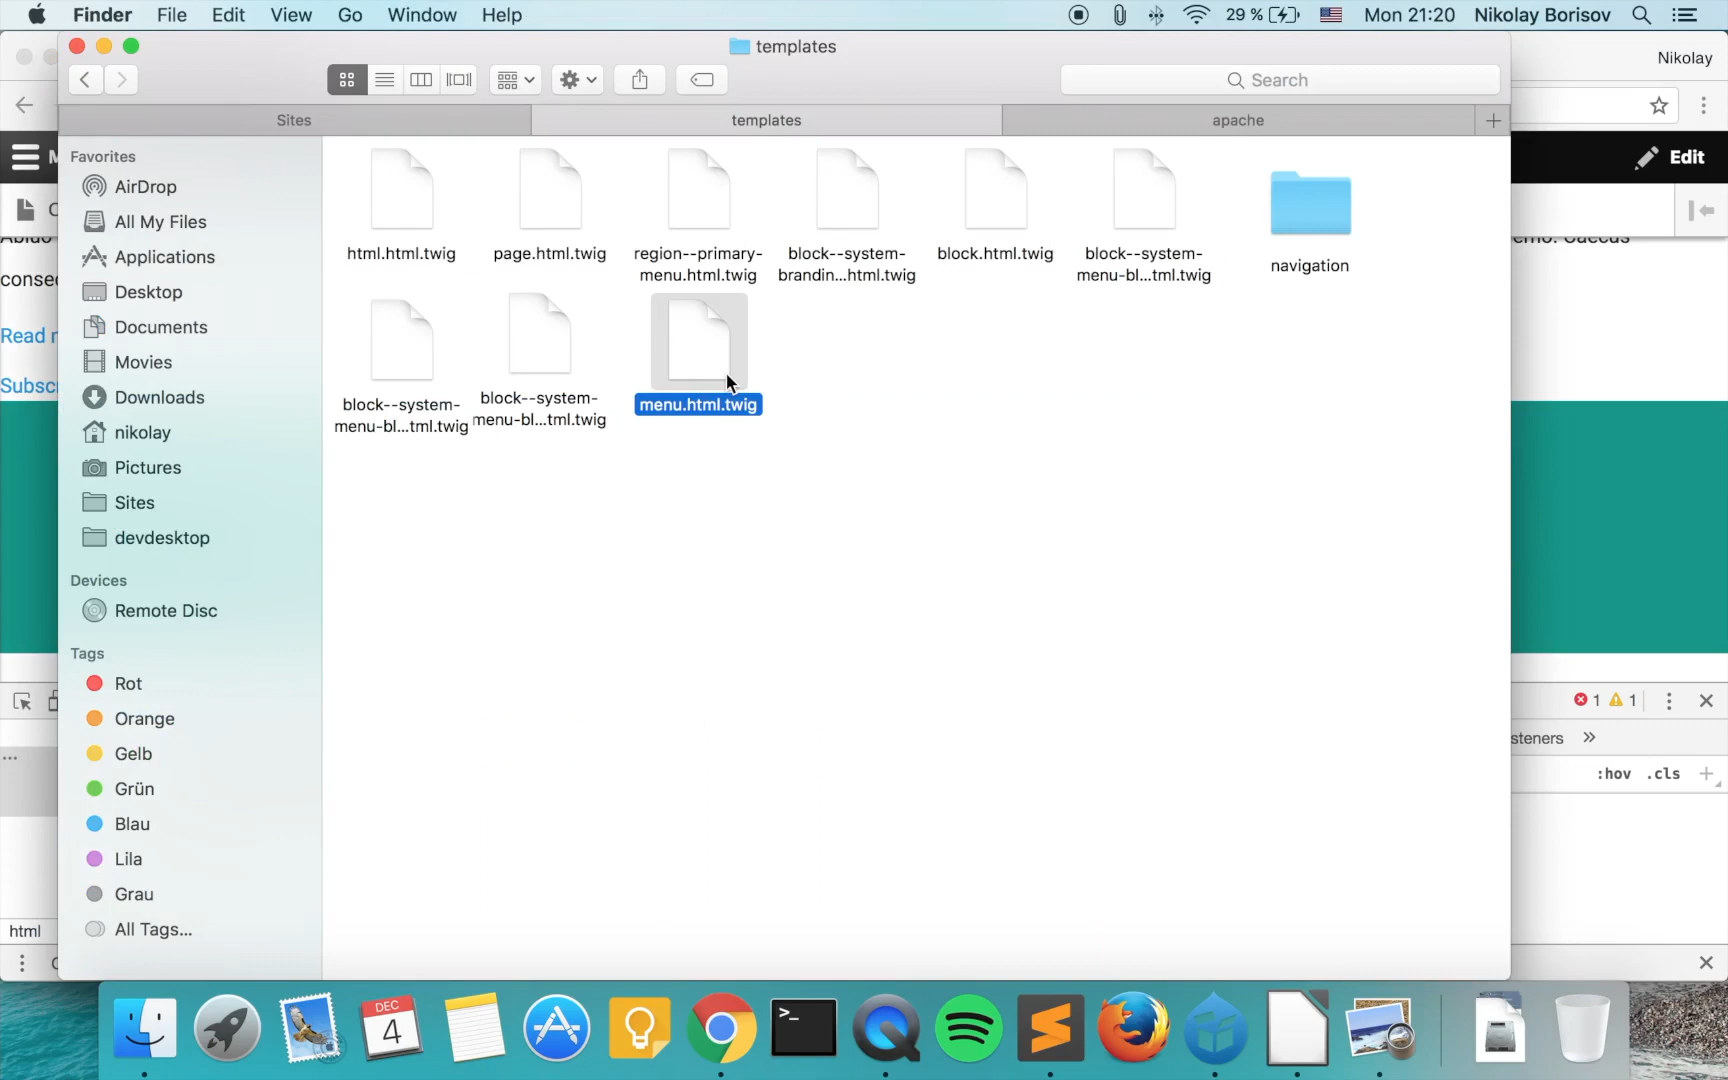 Finder File Edit View Go Window Help 29 % Mon 21:20 Nikolay Borisov
templates
Nikolay
Search
Sites templates apache
Edit
Favorites
AirDrop
All My Files
Applications
Desktop
Documents
Movies
Downloads
nikolay
Pictures
Sites
devdesktop
Devices
Remote Disc
Tags
Rot
Orange
Gelb
Grün
Blau
Lila
Grau
All Tags...
html.html.twig
page.html.twig
region--primary-
menu.html.twig
block--system-
brandin...html.twig
block.html.twig
block--system-
menu-bl...tml.twig
navigation
block--system-
menu-bl...tml.twig
block--system-
menu-bl...tml.twig
menu.html.twig
conse
Read
Subsc
1 1
steners »
:hov .cls
html
DEC
4
>_